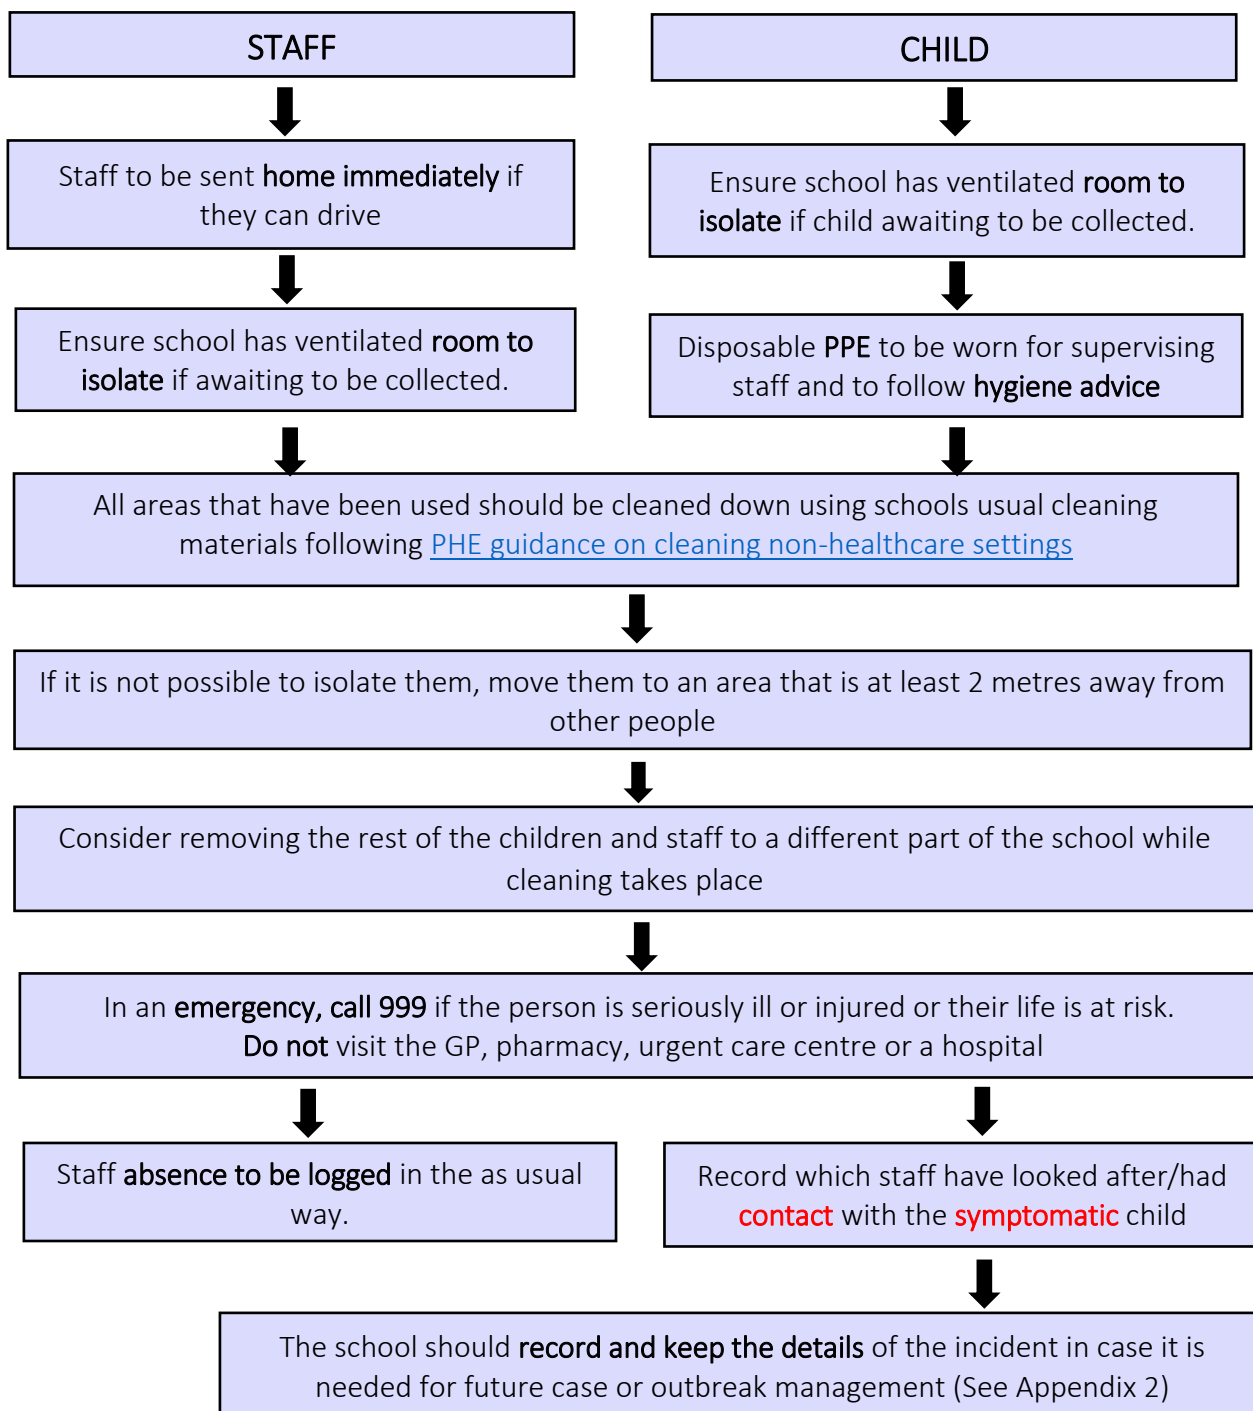 STAFF
CHILD
Staff to be sent home immediately if
they can drive
Ensure school has ventilated room to
isolate if child awaiting to be collected.
Ensure school has ventilated room to
isolate if awaiting to be collected.
Disposable PPE to be worn for supervising
staff and to follow hygiene advice
All areas that have been used should be cleaned down using schools usual cleaning
materials following PHE guidance on cleaning non-healthcare settings
If it is not possible to isolate them, move them to an area that is at least 2 metres away from
other people
Consider removing the rest of the children and staff to a different part of the school while
cleaning takes place
In an emergency, call 999 if the person is seriously ill or injured or their life is at risk.
Do not visit the GP, pharmacy, urgent care centre or a hospital
Staff absence to be logged in the as usual
way.
Record which staff have looked after/had
contact with the symptomatic child
The school should record and keep the details of the incident in case it is
needed for future case or outbreak management (See Appendix 2)